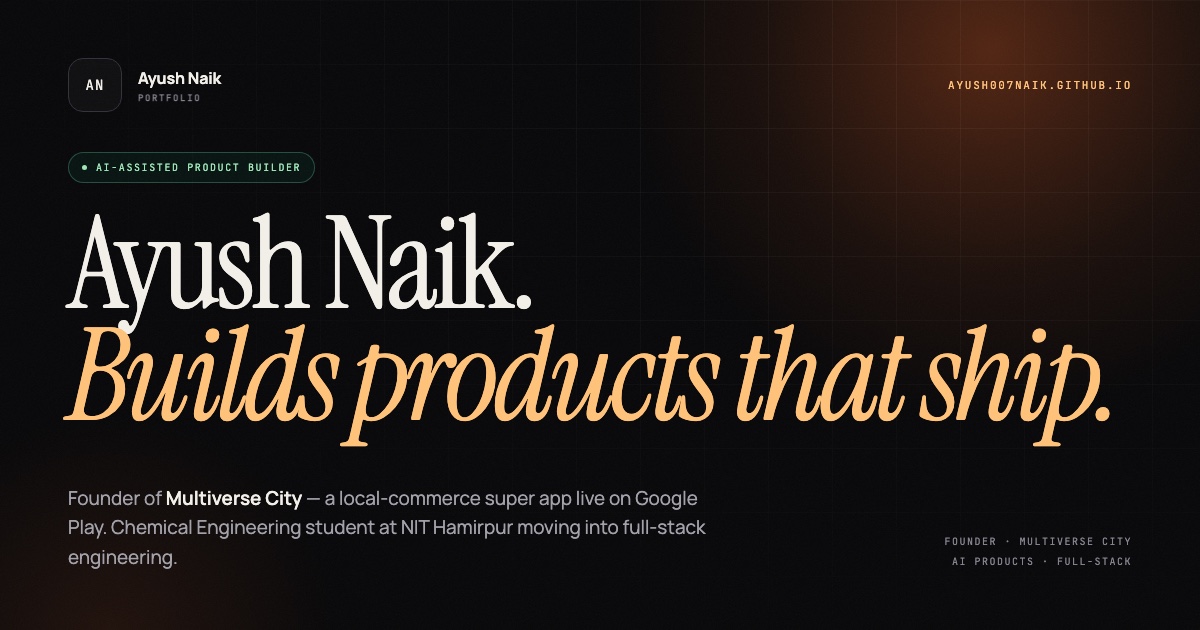 AN
Ayush Naik
PORTFOLIO
AYUSH007NAIK.GITHUB.IO
AI-ASSISTED PRODUCT BUILDER
Ayush Naik.
Builds products that ship.
Founder of Multiverse City — a local-commerce super app live on Google
Play. Chemical Engineering student at NIT Hamirpur moving into full-stack
engineering.
FOUNDER · MULTIVERSE CITY
AI PRODUCTS · FULL-STACK